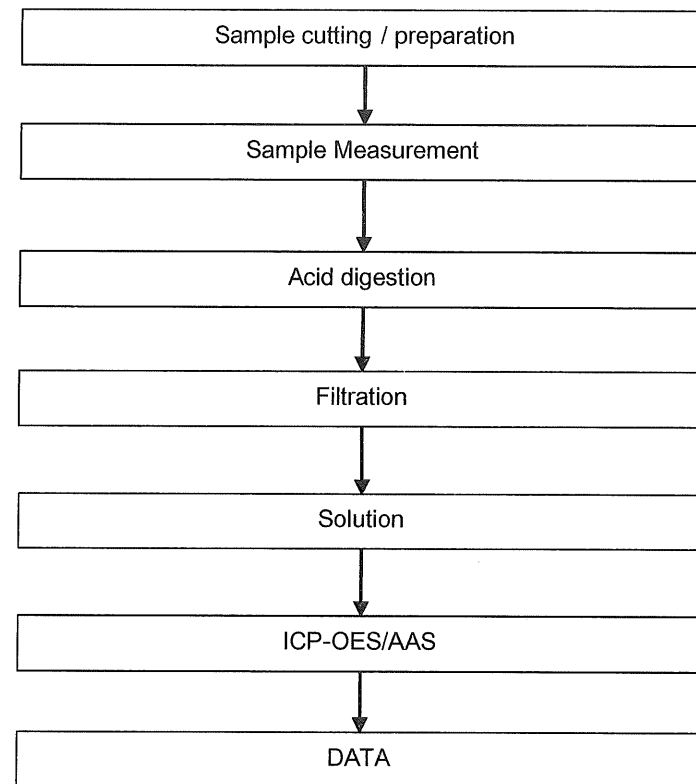 Sample cutting / preparation
Sample Measurement
Acid digestion
Filtration
Solution
ICP-OES/AAS
DATA